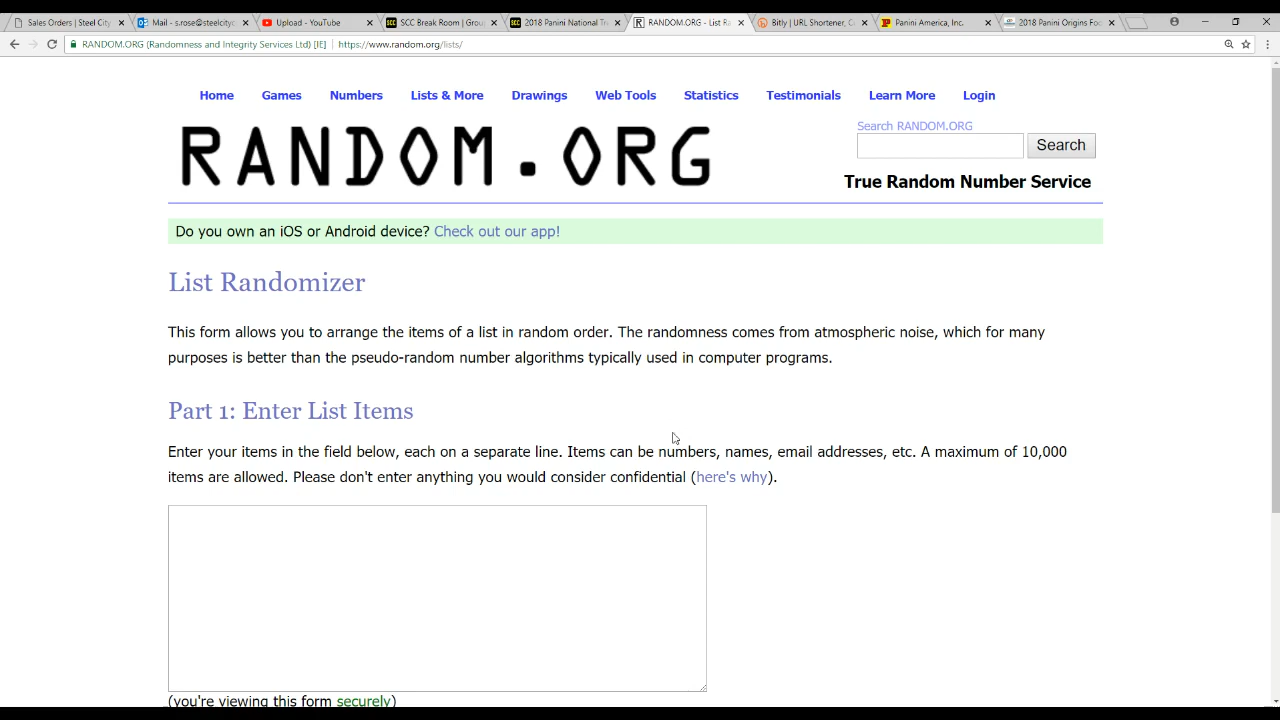 Sales Orders | Steel City
Mail - s.rose@steelcity
Upload - YouTube
SCC Break Room | Grou
2018 Panini National Tre
RANDOM.ORG - List Ra
Bitly | URL Shortener, C
Panini America, Inc.
2018 Panini Origins Foo
RANDOM.ORG (Randomness and Integrity Services Ltd) [IE]
https://www.random.org/lists/
Home Games Numbers Lists & More Drawings Web Tools Statistics Testimonials Learn More Login
RANDOM.ORG
Search RANDOM.ORG
Search
True Random Number Service
Do you own an iOS or Android device? Check out our app!
List Randomizer
This form allows you to arrange the items of a list in random order. The randomness comes from atmospheric noise, which for many
purposes is better than the pseudo-random number algorithms typically used in computer programs.
Part 1: Enter List Items
Enter your items in the field below, each on a separate line. Items can be numbers, names, email addresses, etc. A maximum of 10,000
items are allowed. Please don't enter anything you would consider confidential (here's why).
(you're viewing this form securely)